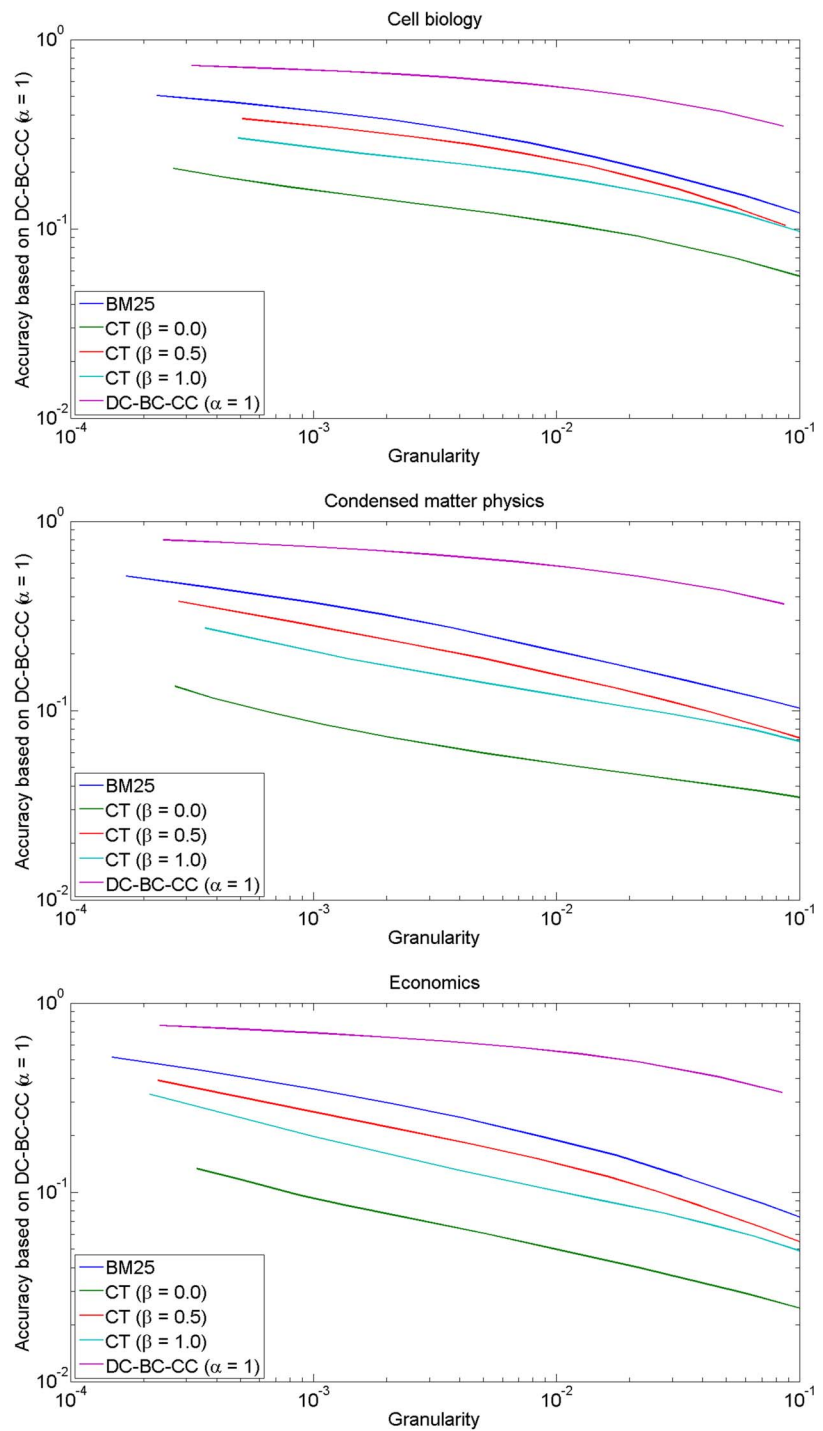 Cell biology
10^0
10^-1
10^-2
Accuracy based on DC-BC-CC (α = 1)
BM25
CT (β = 0.0)
CT (β = 0.5)
CT (β = 1.0)
DC-BC-CC (α = 1)
10^-4 10^-3 10^-2 10^-1
Granularity
Condensed matter physics
10^0
10^-1
10^-2
Accuracy based on DC-BC-CC (α = 1)
BM25
CT (β = 0.0)
CT (β = 0.5)
CT (β = 1.0)
DC-BC-CC (α = 1)
10^-4 10^-3 10^-2 10^-1
Granularity
Economics
10^0
10^-1
10^-2
Accuracy based on DC-BC-CC (α = 1)
BM25
CT (β = 0.0)
CT (β = 0.5)
CT (β = 1.0)
DC-BC-CC (α = 1)
10^-4 10^-3 10^-2 10^-1
Granularity